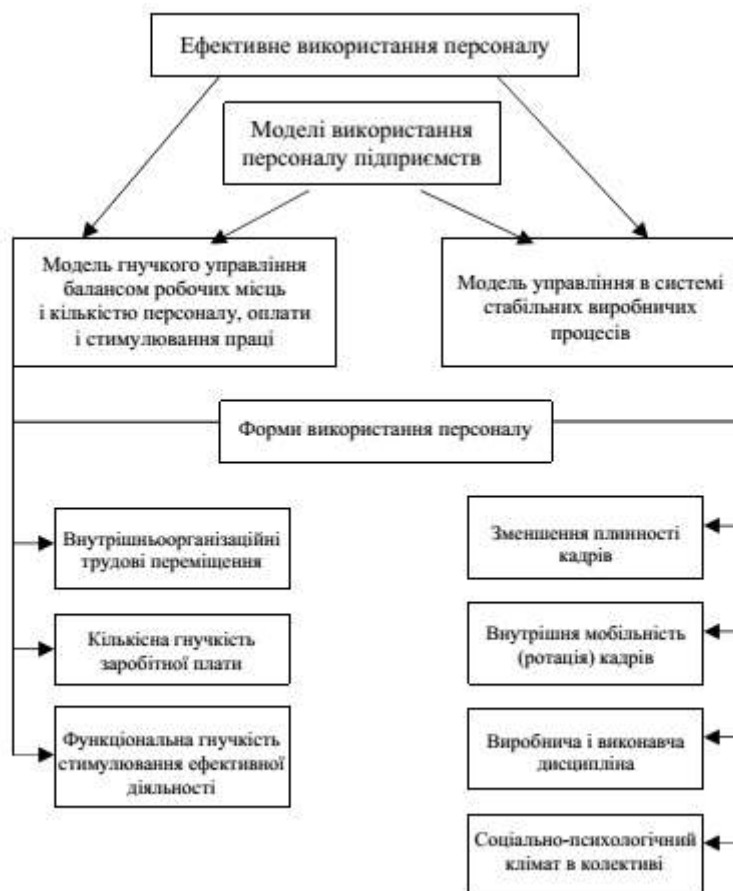 Ефективне використання персоналу
Моделі використання
персоналу підприємств
Модель гнучкого управління
балансом робочих місць
і кількістю персоналу, оплати
і стимулювання праці
Модель управління в системі
стабільних виробничих
процесів
Форми використання персоналу
Внутрішньоорганізаційні
трудові переміщення
Кількісна гнучкість
заробітної плати
Функціональна гнучкість
стимулювання ефективної
діяльності
Зменшення плинності
кадрів
Внутрішня мобільність
(ротація) кадрів
Виробнича і виконавча
дисципліна
Соціально-психологічний
клімат в колективі